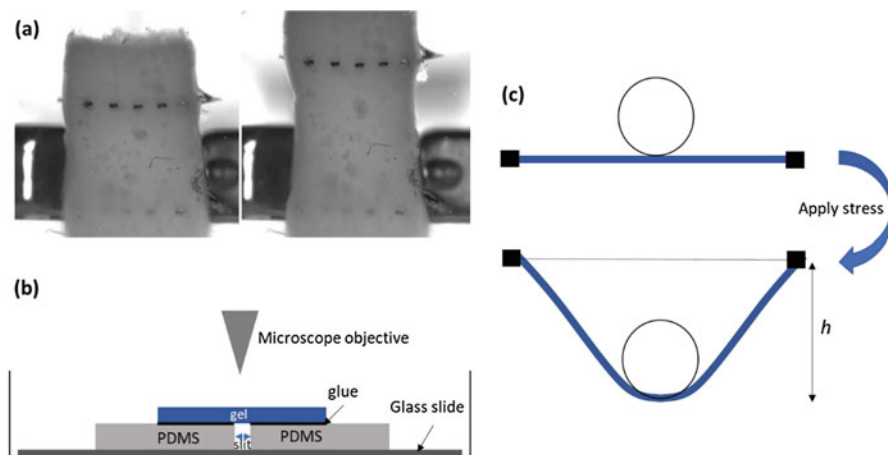 (a)
(b)
Microscope objective
glue
Glass slide
gel
PDMS
slit
PDMS
(c)
Apply stress
h